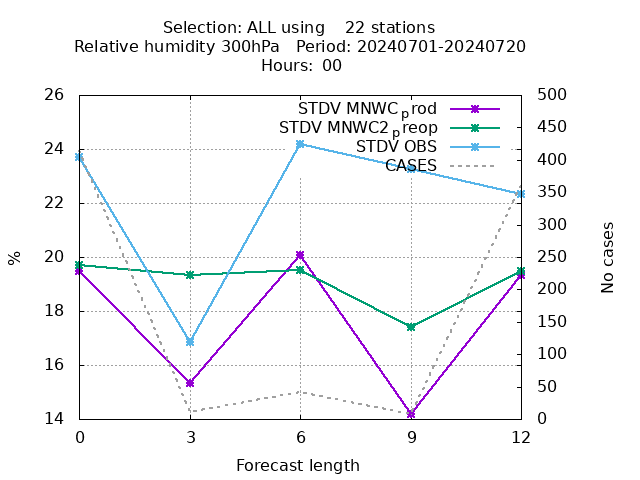 Selection: ALL using    22 stations
Relative humidity 300hPa   Period: 20240701-20240720
Hours: 00
STDV MNWC_prod
STDV MNWC2_preop
STDV OBS
CASES
%
26
24
22
20
18
16
14
500
450
400
350
300
250
200
150
100
50
0
No cases
0 3 6 9 12
Forecast length